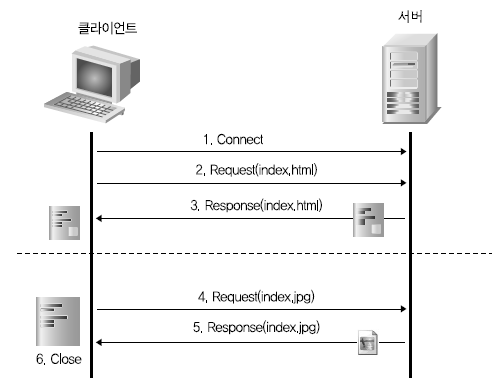 클라이언트
서버
1. Connect
2. Request(index.html)
3. Response(index.html)
4. Request(index.jpg)
5. Response(index.jpg)
6. Close